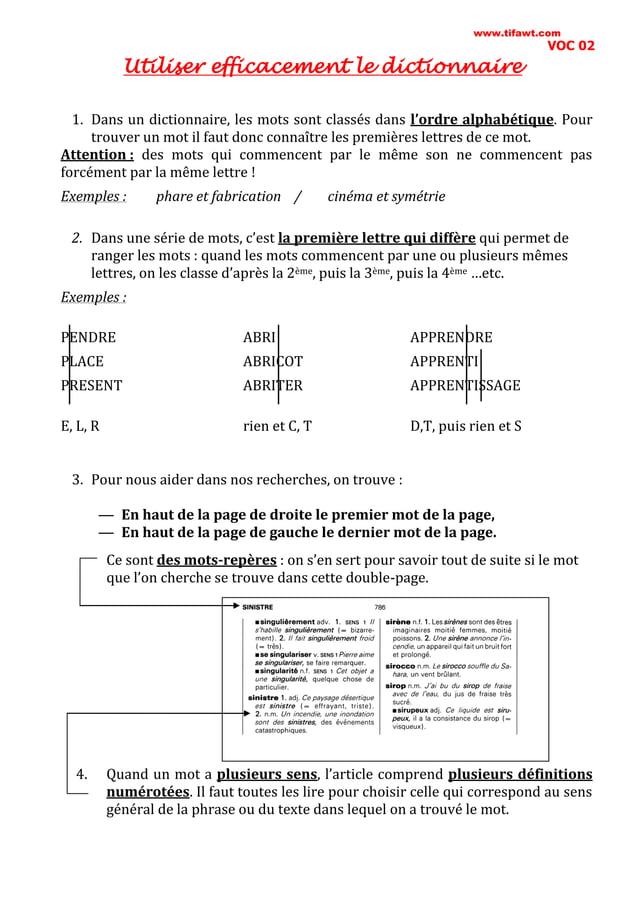 www.tifawt.com
VOC 02
Utiliser efficacement le dictionnaire
1. Dans un dictionnaire, les mots sont classés dans l’ordre alphabétique. Pour
trouver un mot il faut donc connaître les premières lettres de ce mot.
Attention : des mots qui commencent par le même son ne commencent pas
forcément par la même lettre !
Exemples : phare et fabrication / cinéma et symétrie
2. Dans une série de mots, c’est la première lettre qui diffère qui permet de
ranger les mots : quand les mots commencent par une ou plusieurs mêmes
lettres, on les classe d’après la 2ème, puis la 3ème, puis la 4ème …etc.
Exemples :
PENDRE ABRI APPRENDRE
PLACE ABRICOT APPRENTI
PRESENT ABRITER APPRENTISSAGE
E, L, R rien et C, T D,T, puis rien et S
3. Pour nous aider dans nos recherches, on trouve :
— En haut de la page de droite le premier mot de la page,
— En haut de la page de gauche le dernier mot de la page.
Ce sont des mots-repères : on s’en sert pour savoir tout de suite si le mot
que l’on cherche se trouve dans cette double-page.
SINISTRE 786
■ singulièrement adv. 1. SENS 1 Il
s'habille singulièrement (= bizarre-
ment). 2. Il fait singulièrement froid
(= très).
■ se singulariser v. SENS 1 Pierre aime
se singulariser, se faire remarquer.
■ singularité n.f. SENS 1 Cet objet a
une singularité, quelque chose de
particulier.
sinistre 1. adj. Ce paysage désertique
est sinistre (= effrayant, triste).
2. n.m. Un incendie, une inondation
sont des sinistres, des événements
catastrophiques.
sirène n.f. 1. Les sirènes sont des êtres
imaginaires moitié femmes, moitié
poissons. 2. Une sirène annonce l'in-
cendie, un appareil qui fait un bruit fort
et prolongé.
sirocco n.m. Le sirocco souffle du Sa-
hara, un vent brûlant.
sirop n.m. J'ai bu du sirop de fraise
avec de l'eau, du jus de fraise très
sucré.
■ sirupeux adj. Ce liquide est siru-
peux, il a la consistance du sirop (=
visqueux).
4. Quand un mot a plusieurs sens, l’article comprend plusieurs définitions
numérotées. Il faut toutes les lire pour choisir celle qui correspond au sens
général de la phrase ou du texte dans lequel on a trouvé le mot.